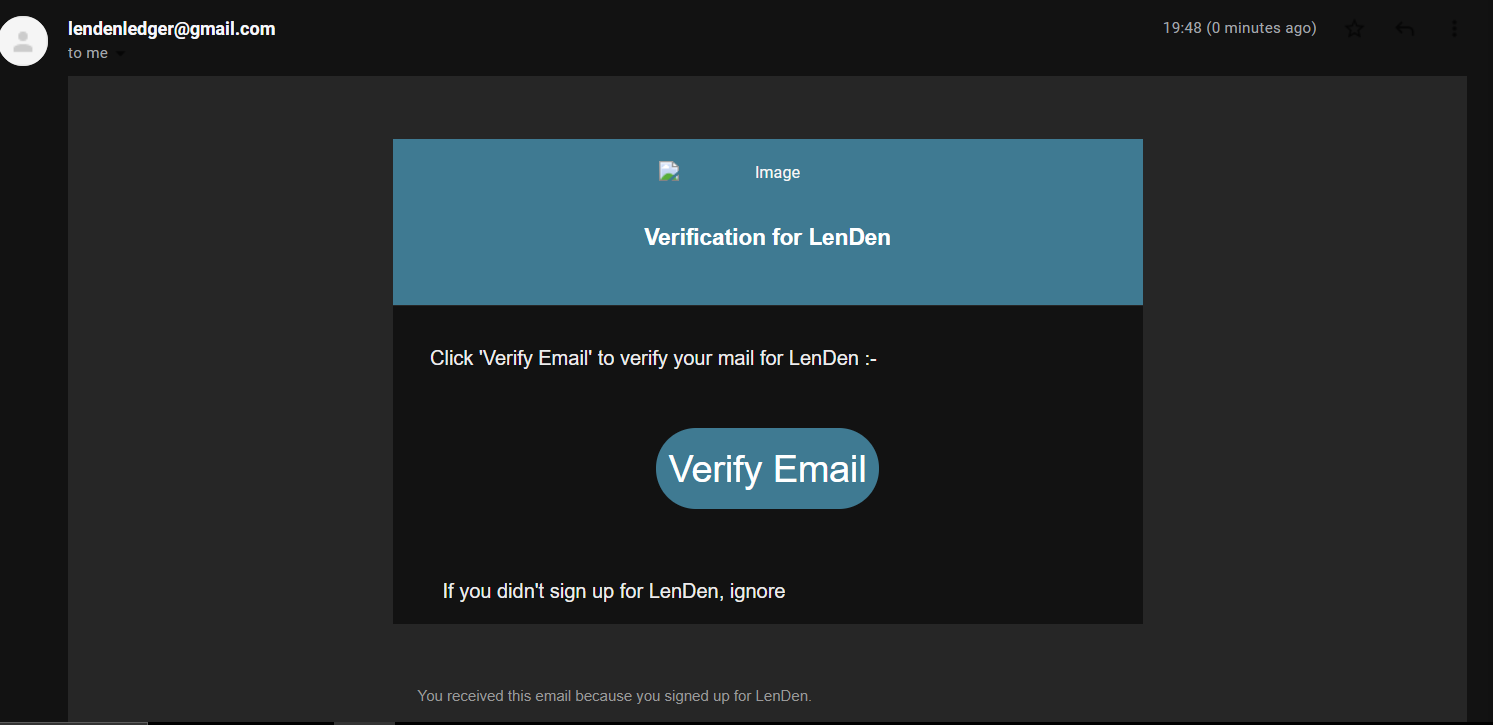 lendenledger@gmail.com
19:48 (0 minutes ago)
to me
Image
Verification for LenDen
Click 'Verify Email' to verify your mail for LenDen :-
Verify Email
If you didn't sign up for LenDen, ignore
You received this email because you signed up for LenDen.